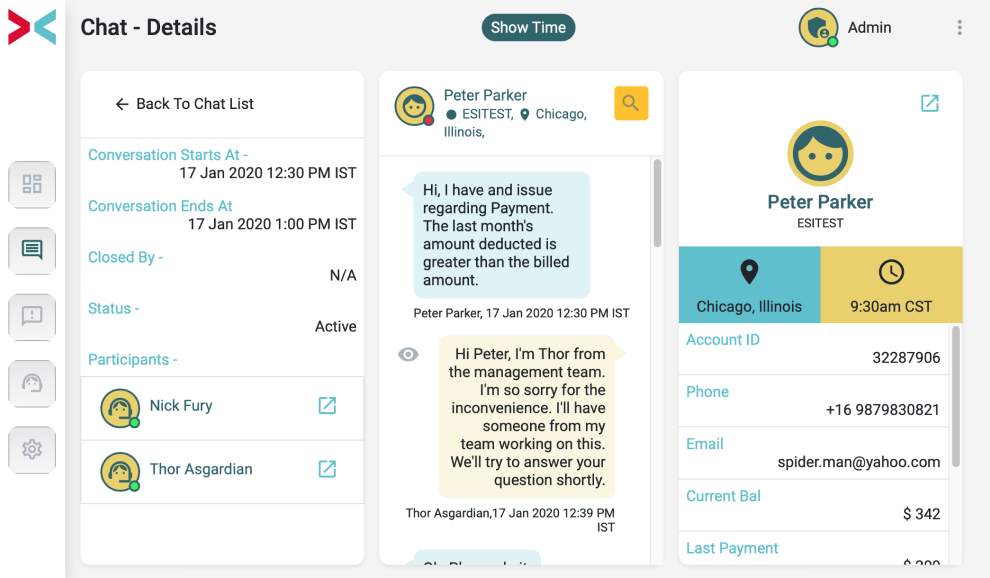 Chat - Details
Show Time
Admin
Back To Chat List
Conversation Starts At -
17 Jan 2020 12:30 PM IST
Conversation Ends At
17 Jan 2020 1:00 PM IST
Closed By -
N/A
Status -
Active
Participants -
Nick Fury
Thor Asgardian
Peter Parker
ESITEST, Chicago,
Illinois,
Hi, I have and issue
regarding Payment.
The last month's
amount deducted is
greater than the billed
amount.
Peter Parker, 17 Jan 2020 12:30 PM IST
Hi Peter, I'm Thor from
the management team.
I'm so sorry for the
inconvenience. I'll have
someone from my
team working on this.
We'll try to answer your
question shortly.
Thor Asgardian,17 Jan 2020 12:39 PM
IST
Peter Parker
ESITEST
Chicago, Illinois
9:30am CST
Account ID
32287906
Phone
+16 9879830821
Email
spider.man@yahoo.com
Current Bal
$ 342
Last Payment